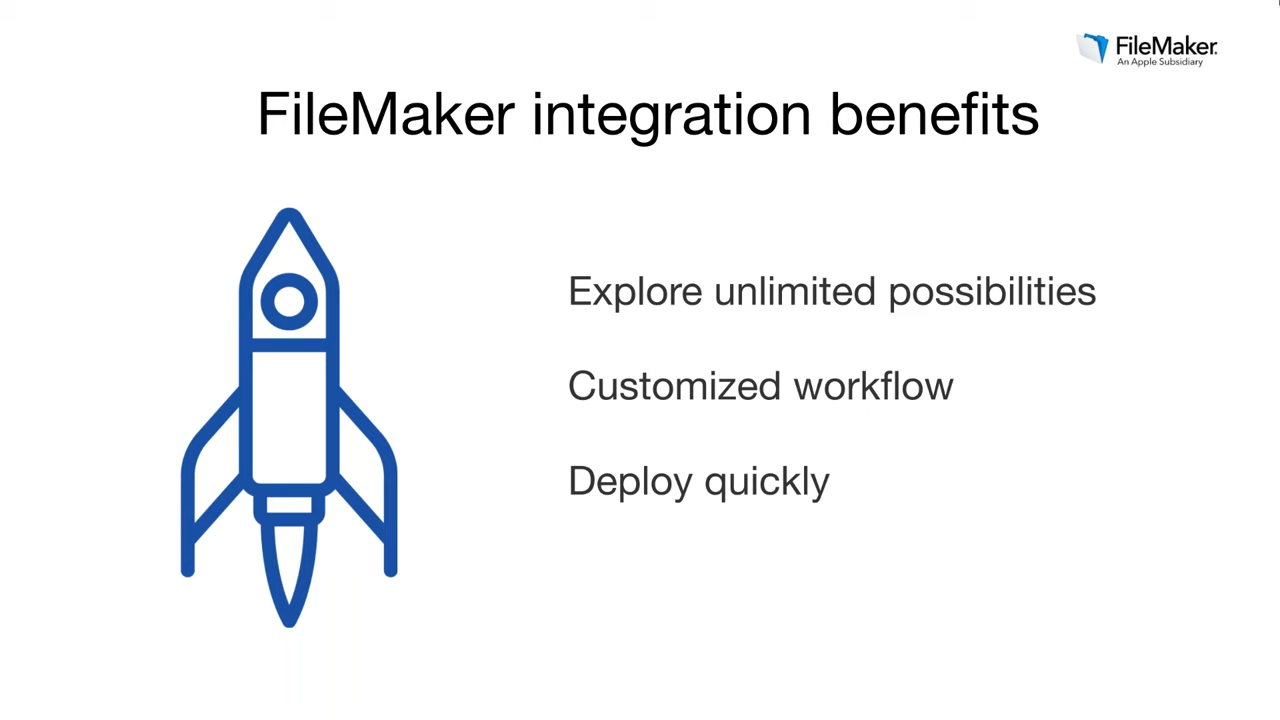 FileMaker.
An Apple Subsidiary
FileMaker integration benefits
Explore unlimited possibilities
Customized workflow
Deploy quickly